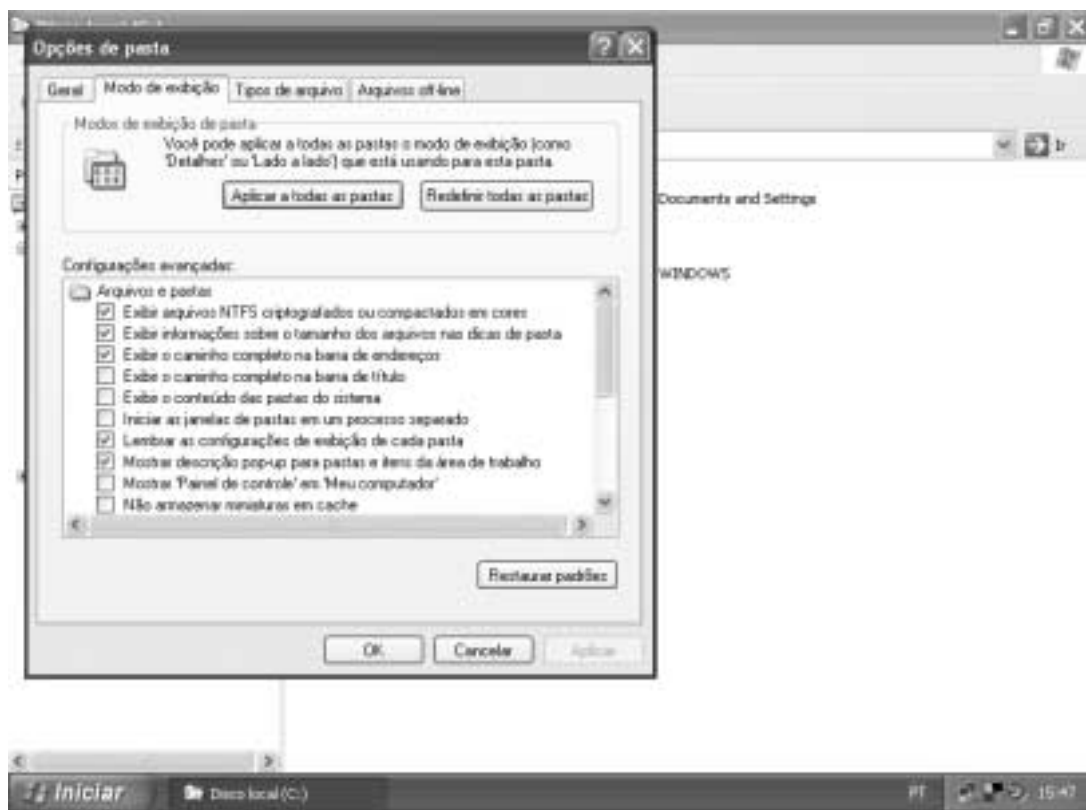 Opções de pasta
Geral Modo de exibição Tipos de arquivo Arquivos off-line
Modos de exibição de pasta
Você pode aplicar a todas as pastas o modo de exibição (como
'Detalhes' ou 'Lado a lado') que está usando para esta pasta.
Aplicar a todas as pastas Redefinir todas as pastas
Documents and Settings
WINDOWS
Configurações avançadas:
Arquivos e pastas
Exibir arquivos NTFS criptografados ou compactados em cores
Exibir informações sobre o tamanho dos arquivos nas dicas de pasta
Exibir o caminho completo na barra de endereços
Exibir o caminho completo na barra de título
Exibir o conteúdo das pastas do sistema
Iniciar as janelas de pastas em um processo separado
Lembrar as configurações de exibição de cada pasta
Mostrar descrição pop-up para pastas e itens da área de trabalho
Mostrar 'Painel de controle' em 'Meu computador'
Não armazenar miniaturas em cache
Restaurar padrões
OK Cancelar Aplicar
Ir
Iniciar Disco local (C:) PT 15:47